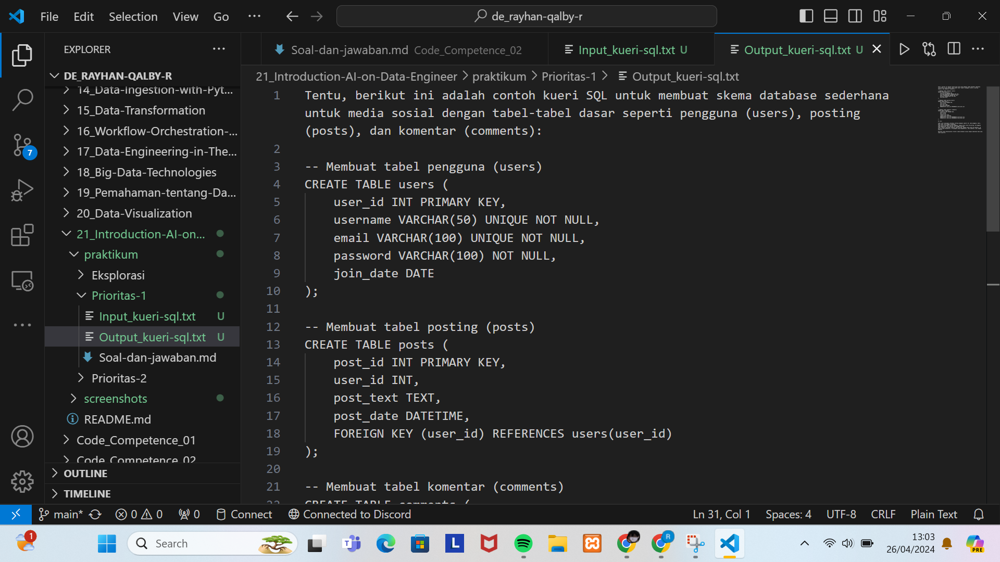 File Edit Selection View Go ···
de_rayhan-qalby-r
EXPLORER
DE_RAYHAN-QALBY-R
14_Data-Ingestion-with-Pyt...
15_Data-Transformation
16_Workflow-Orchestration-...
17_Data-Engineering-in-The...
18_Big-Data-Technologies
19_Pemahaman-tentang-Da...
20_Data-Visualization
21_Introduction-AI-on...
praktikum
Eksplorasi
Prioritas-1
Input_kueri-sql.txt U
Output_kueri-sql.txt U
Soal-dan-jawaban.md
Prioritas-2
screenshots
README.md
Code_Competence_01
Code_Competence_02
OUTLINE
TIMELINE
7
Soal-dan-jawaban.md Code_Competence_02
Input_kueri-sql.txt U
Output_kueri-sql.txt U
21_Introduction-AI-on-Data-Engineer > praktikum > Prioritas-1 > Output_kueri-sql.txt
1 Tentu, berikut ini adalah contoh kueri SQL untuk membuat skema database sederhana
untuk media sosial dengan tabel-tabel dasar seperti pengguna (users), posting
(posts), dan komentar (comments):
2
3 -- Membuat tabel pengguna (users)
4 CREATE TABLE users (
5 user_id INT PRIMARY KEY,
6 username VARCHAR(50) UNIQUE NOT NULL,
7 email VARCHAR(100) UNIQUE NOT NULL,
8 password VARCHAR(100) NOT NULL,
9 join_date DATE
10 );
11
12 -- Membuat tabel posting (posts)
13 CREATE TABLE posts (
14 post_id INT PRIMARY KEY,
15 user_id INT,
16 post_text TEXT,
17 post_date DATETIME,
18 FOREIGN KEY (user_id) REFERENCES users(user_id)
19 );
20
21 -- Membuat tabel komentar (comments)
22 CREATE TABLE comments (
main* 0 0 0 Connect Connected to Discord
Ln 31, Col 1 Spaces: 4 UTF-8 CRLF Plain Text
1
Search
T
L
R
13:03
26/04/2024
PRE